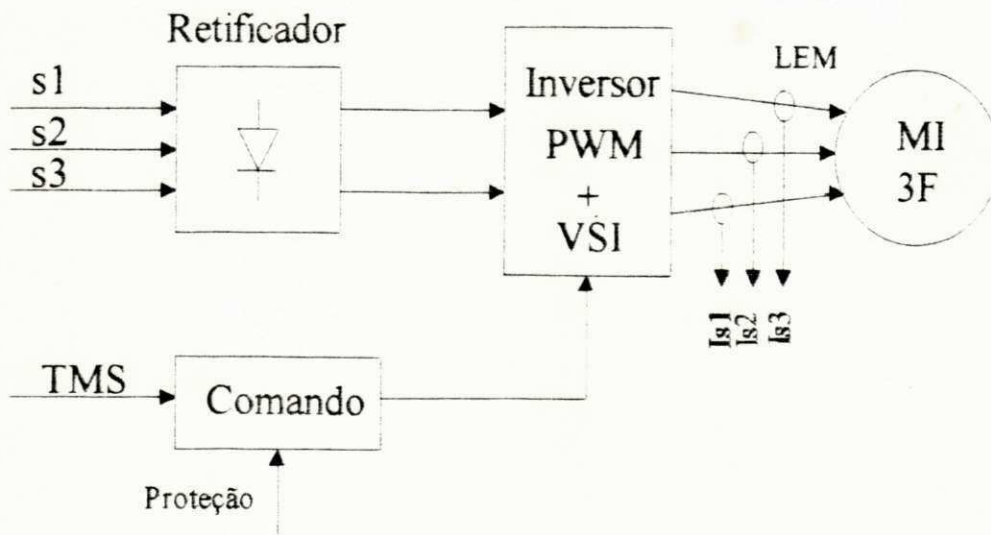 Retificador
s1
s2
s3
Inversor
PWM
+
VSI
LEM
MI
3F
Is1
Is2
Is3
TMS
Comando
Proteção